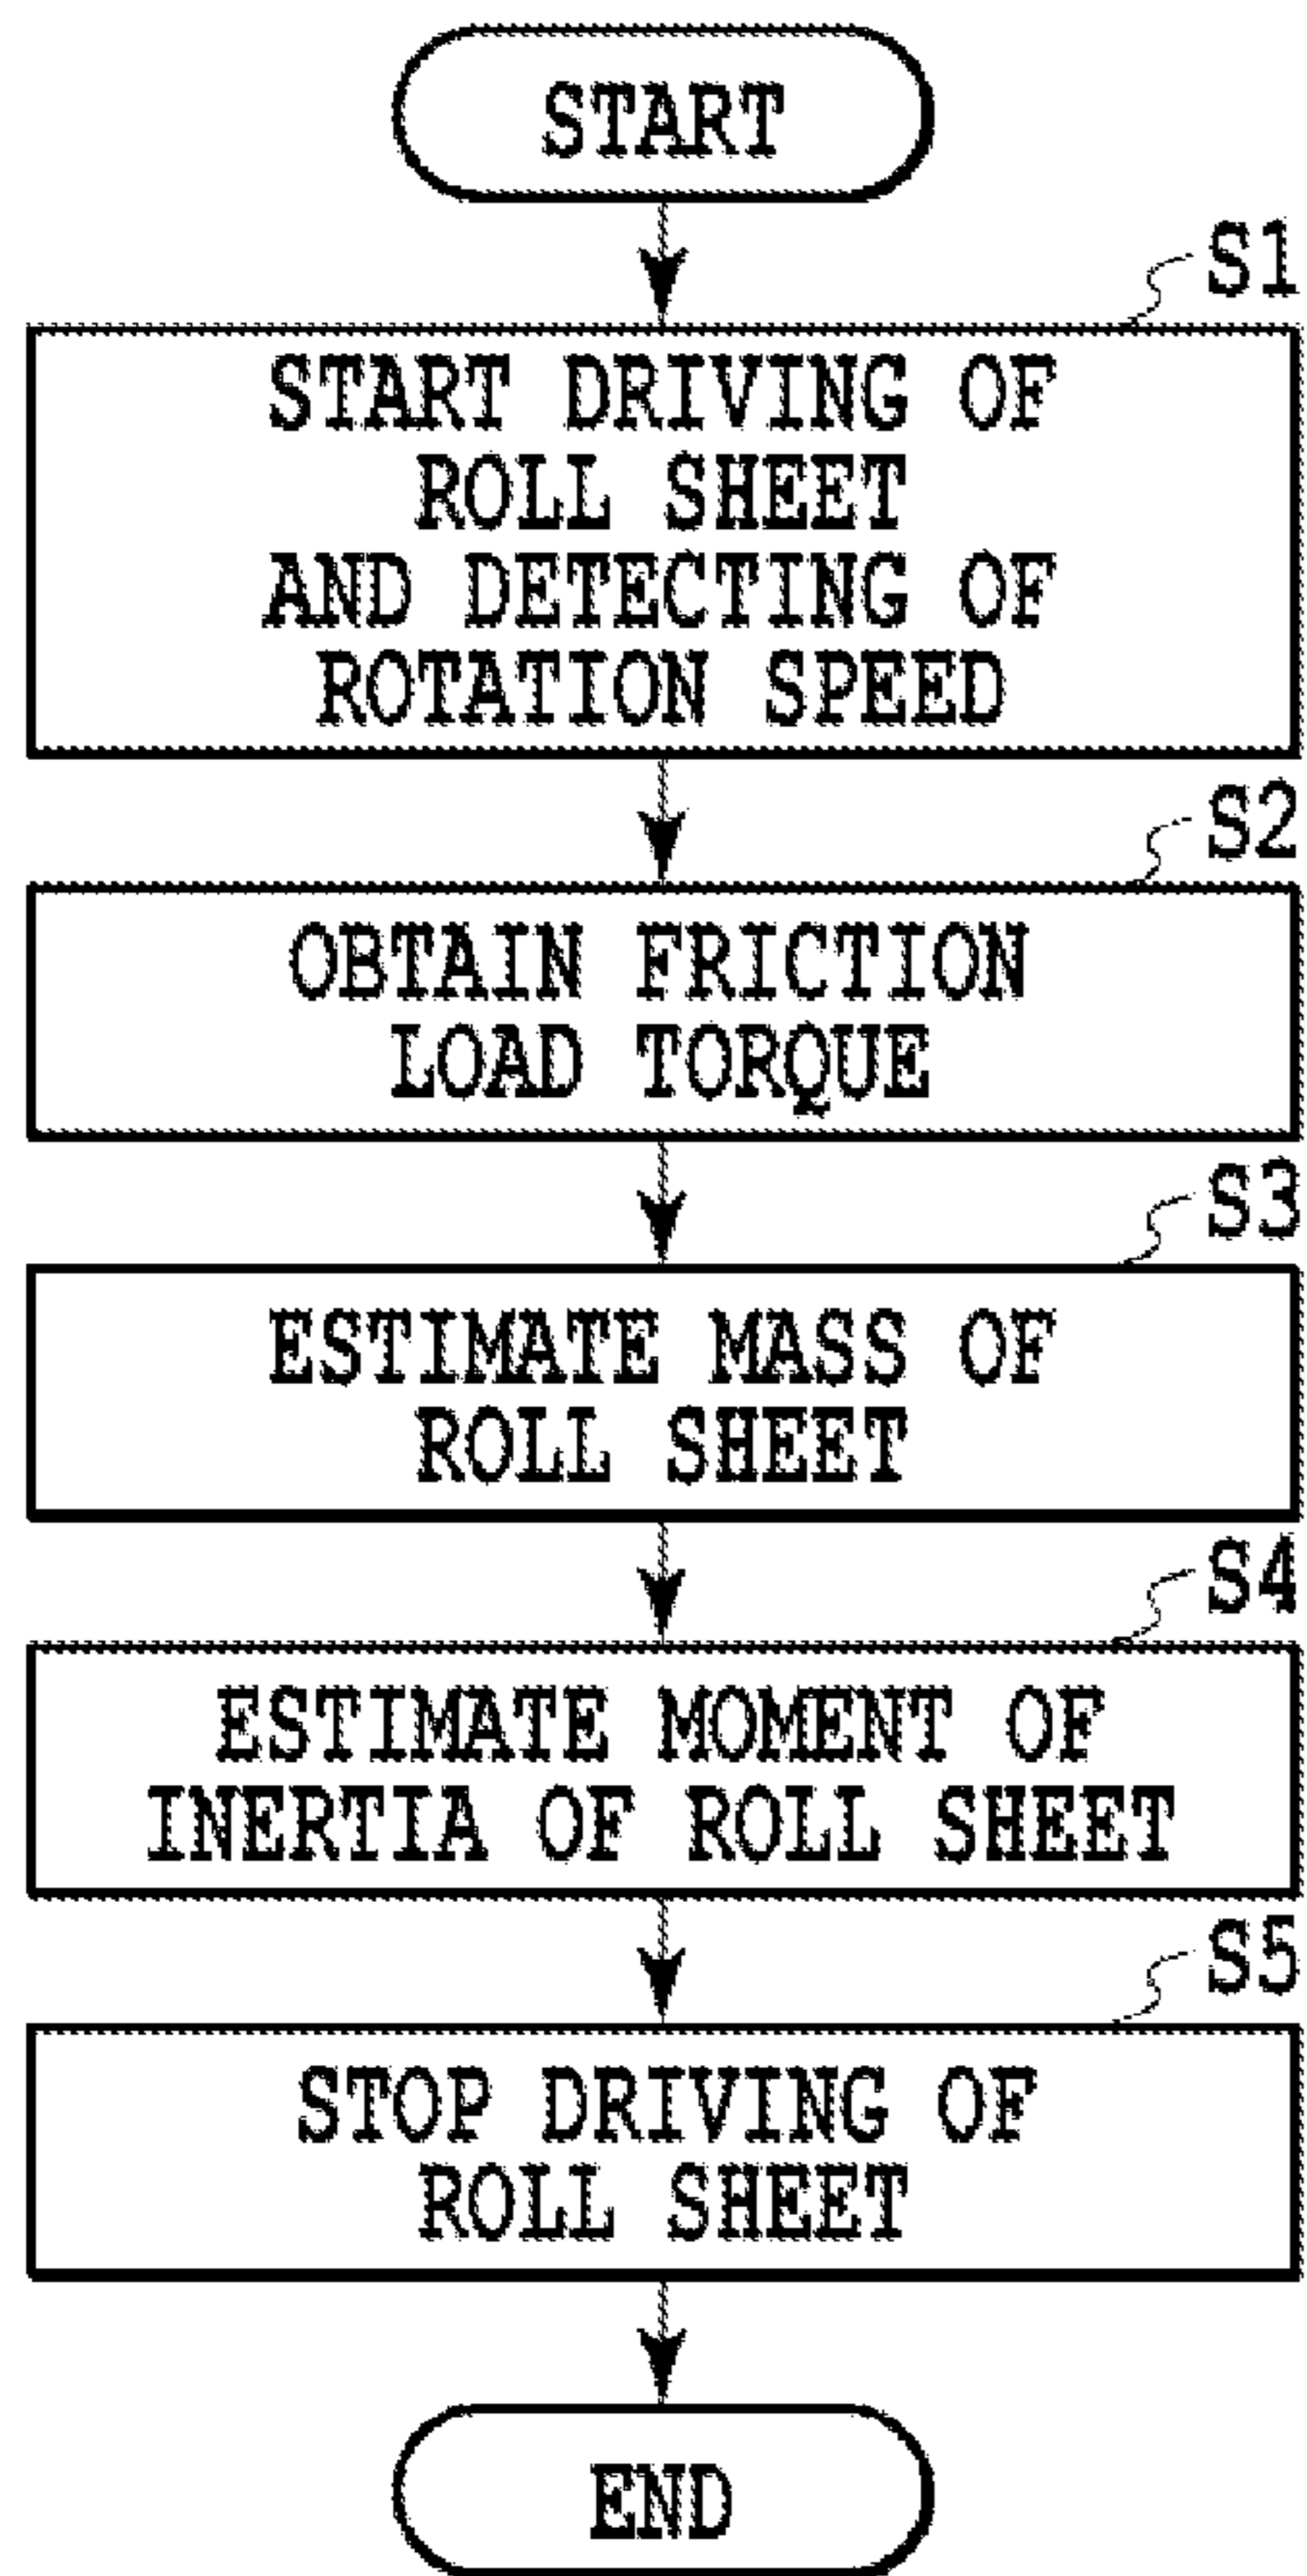 START
S1
START DRIVING OF
ROLL SHEET
AND DETECTING OF
ROTATION SPEED
S2
OBTAIN FRICTION
LOAD TORQUE
S3
ESTIMATE MASS OF
ROLL SHEET
S4
ESTIMATE MOMENT OF
INERTIA OF ROLL SHEET
S5
STOP DRIVING OF
ROLL SHEET
END